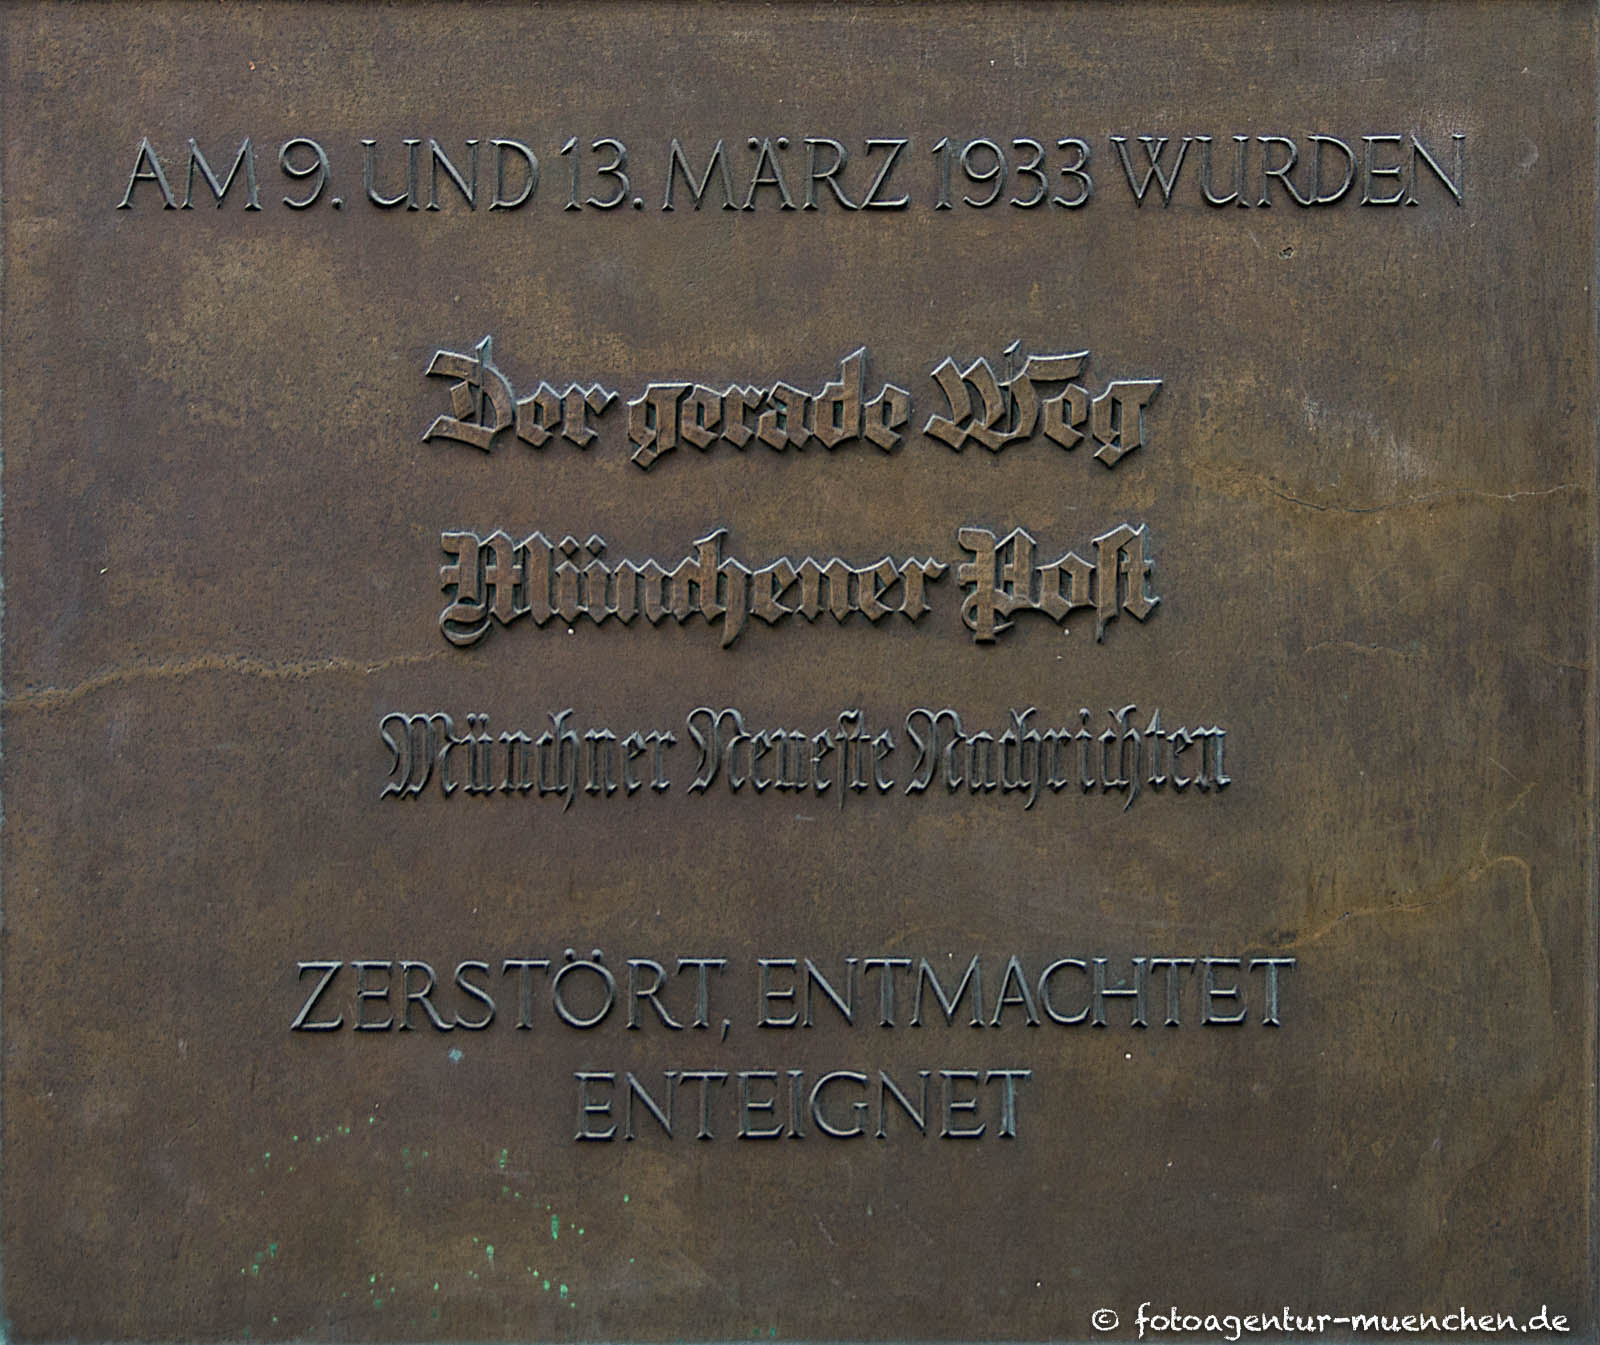 AM 9. UND 13. MÄRZ 1933 WURDEN
Der gerade Weg
Münchener Post
Münchner Neueste Nachrichten
ZERSTÖRT, ENTMACHTET
ENTEIGNET
© fotoagentur-muenchen.de